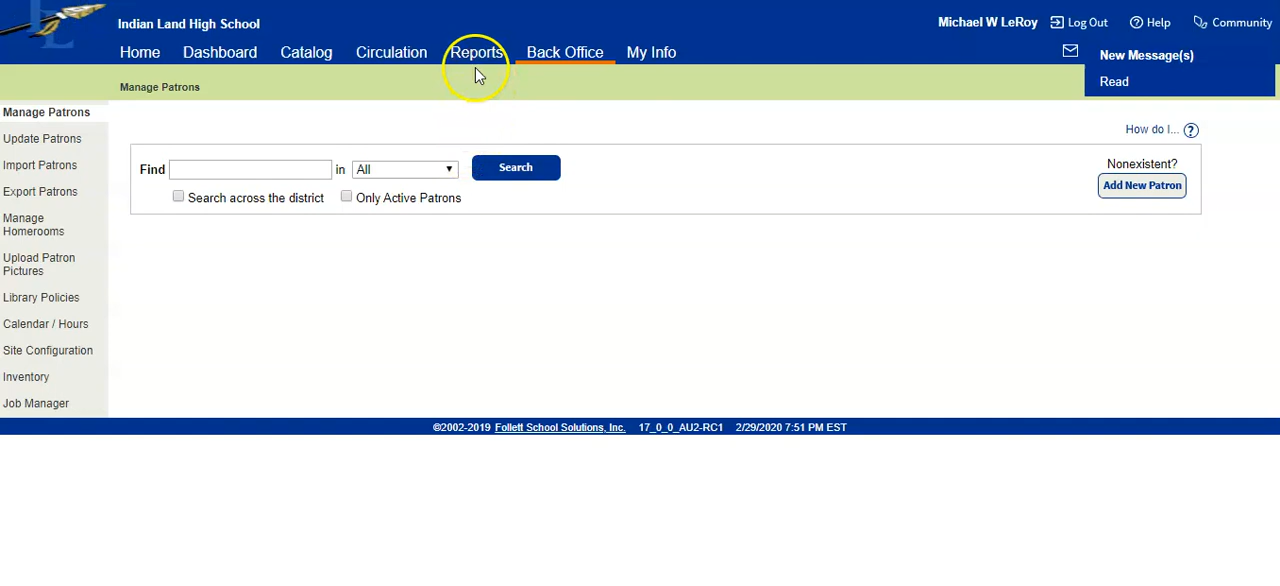 Indian Land High School
Michael W LeRoy Log Out Help Community
Home Dashboard Catalog Circulation Reports Back Office My Info
New Message(s)
Read
Manage Patrons
Manage Patrons
Update Patrons
Import Patrons
Export Patrons
Manage
Homerooms
Upload Patron
Pictures
Library Policies
Calendar / Hours
Site Configuration
Inventory
Job Manager
How do I... ?
Find in All Search
Search across the district Only Active Patrons
Nonexistent?
Add New Patron
©2002-2019 Follett School Solutions, Inc. 17_0_0_AU2-RC1 2/29/2020 7:51 PM EST